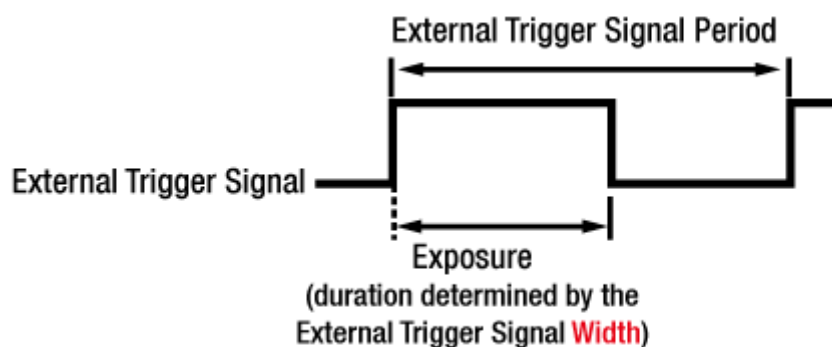 External Trigger Signal Period
External Trigger Signal
Exposure
(duration determined by the
External Trigger Signal Width)